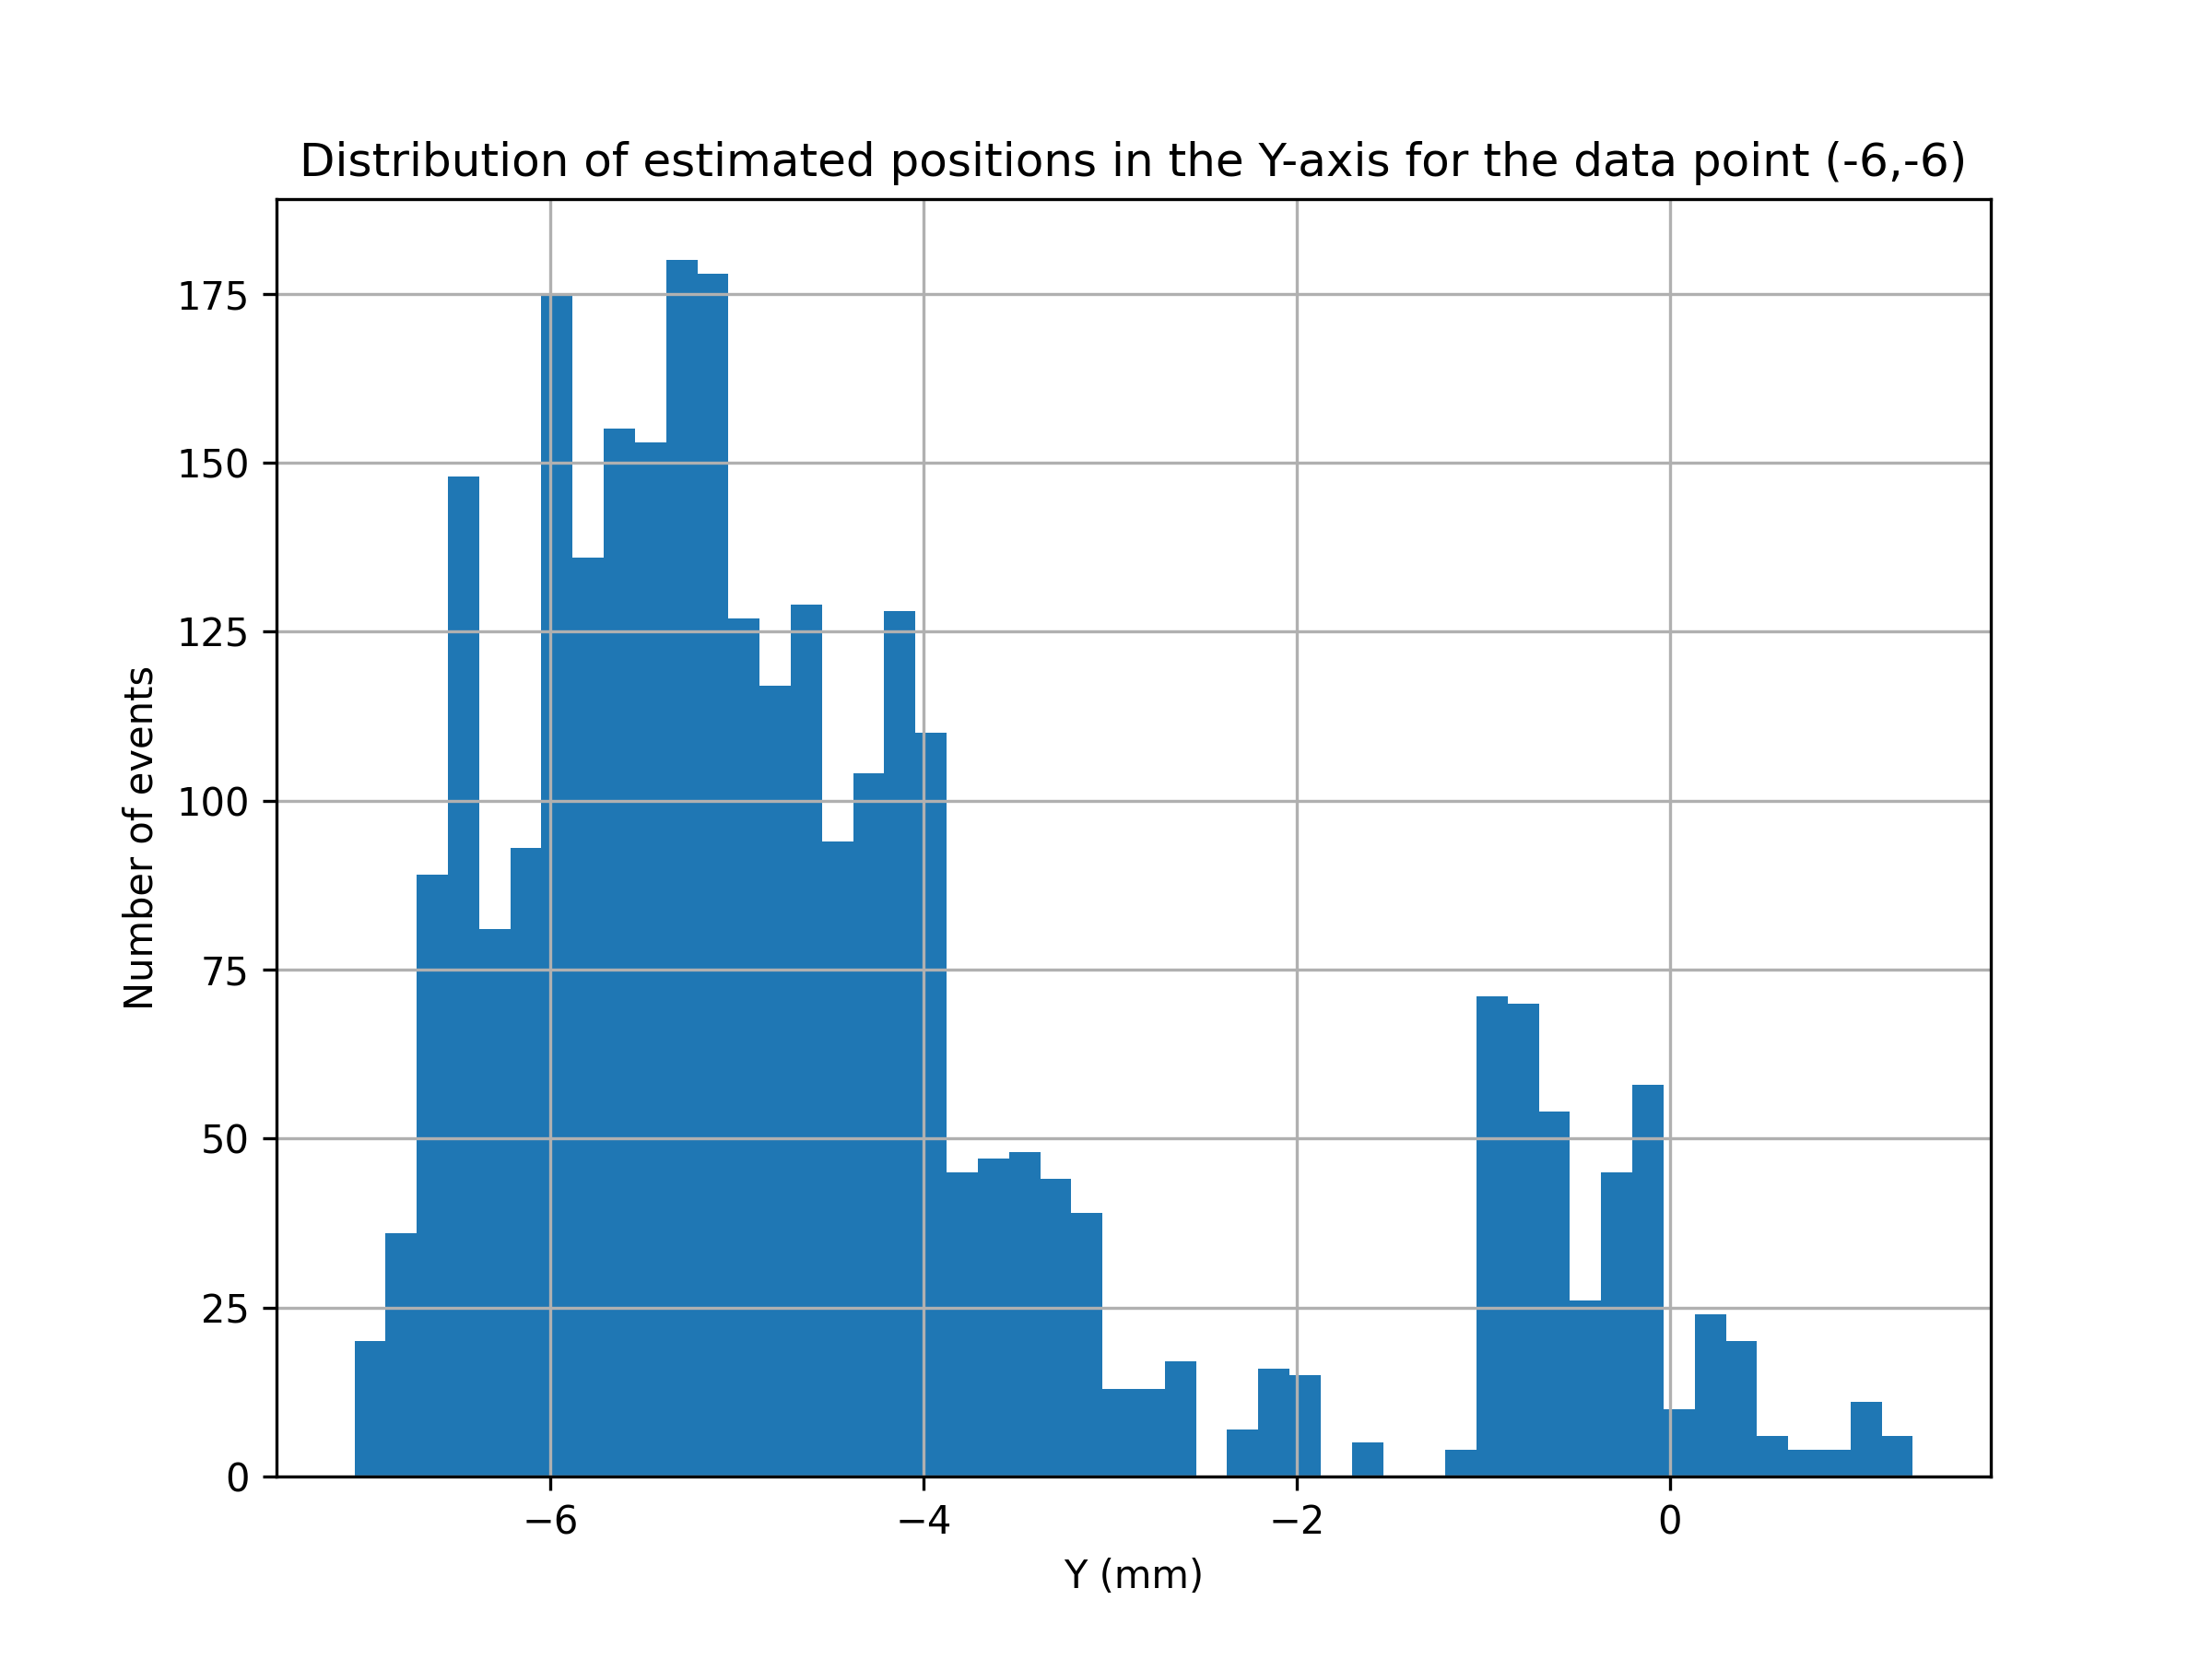 Distribution of estimated positions in the Y-axis for the data point (-6,-6)
175
150
125
100
75
50
25
0
Number of events
−6 −4 −2 0
Y (mm)